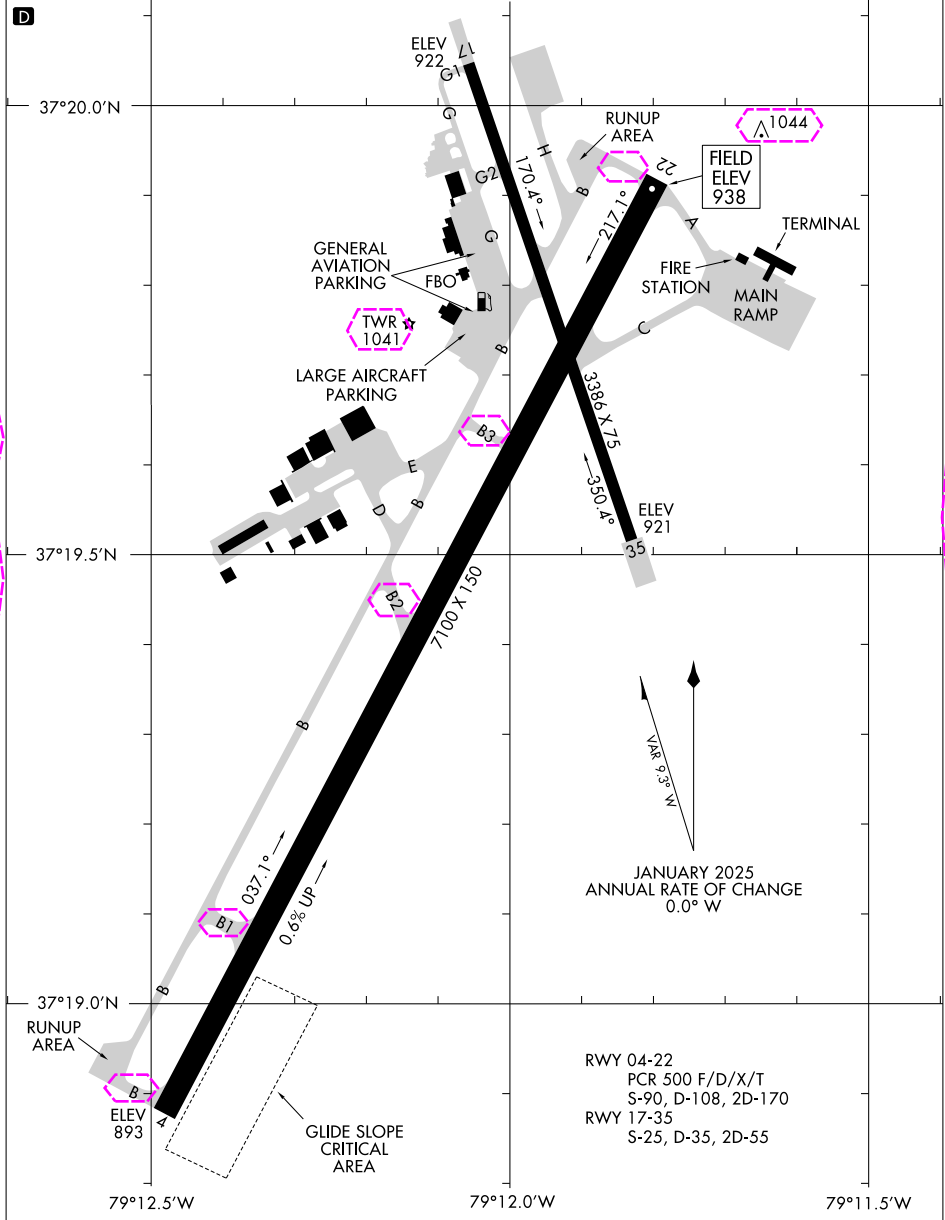 D
ELEV
922
17
G1
37°20.0'N
G
H
RUNUP
AREA
1044
22
FIELD
ELEV
938
G2
170.4°
B
217.1°
A
TERMINAL
G
GENERAL
AVIATION
PARKING
FBO
FIRE
STATION
MAIN
RAMP
TWR
1041
C
B
LARGE AIRCRAFT
PARKING
3386 X 75
B3
E
D
B
350.4°
ELEV
921
35
37°19.5'N
B2
7100 X 150
B
VAR 9.3° W
JANUARY 2025
ANNUAL RATE OF CHANGE
0.0° W
037.1°
0.6% UP
B1
B
37°19.0'N
RUNUP
AREA
B
ELEV
893
4
GLIDE SLOPE
CRITICAL
AREA
RWY 04-22
PCR 500 F/D/X/T
S-90, D-108, 2D-170
RWY 17-35
S-25, D-35, 2D-55
79°12.5'W
79°12.0'W
79°11.5'W